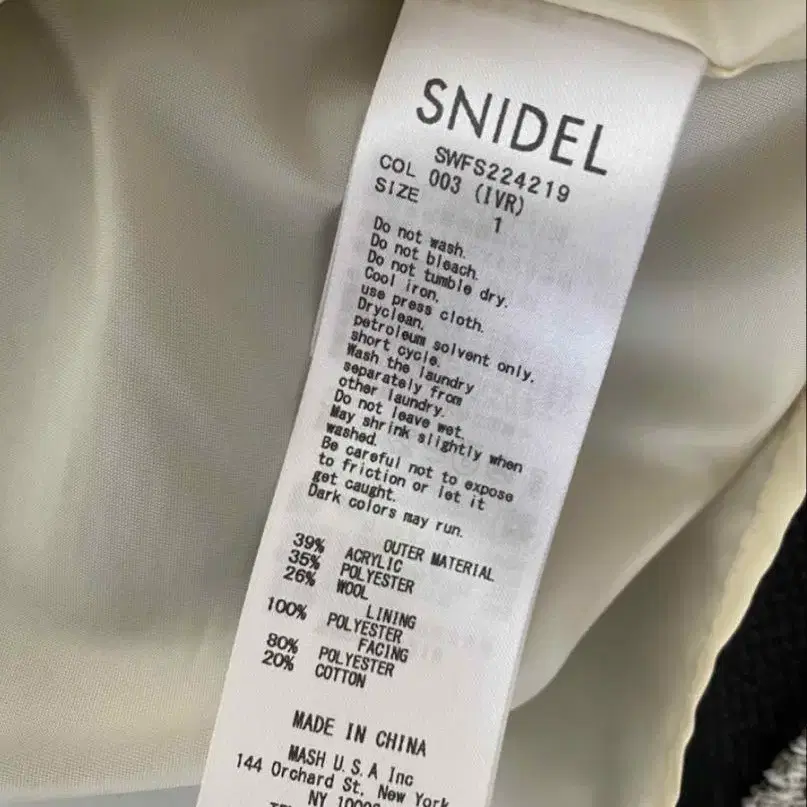 SNIDEL
SWFS224219
COL 003 (IVR)
SIZE 1
Do not wash.
Do not bleach.
Do not tumble dry.
Cool iron,
use press cloth.
Dryclean,
petroleum solvent only,
short cycle.
Wash the laundry
separately from
other laundry.
Do not leave wet.
May shrink slightly when
washed.
Be careful not to expose
to friction or let it
get caught.
Dark colors may run.
OUTER MATERIAL
39% ACRYLIC
35% POLYESTER
26% WOOL
LINING
100% POLYESTER
FACING
80% POLYESTER
20% COTTON
MADE IN CHINA
MASH U.S.A Inc
144 Orchard St, New York
NY